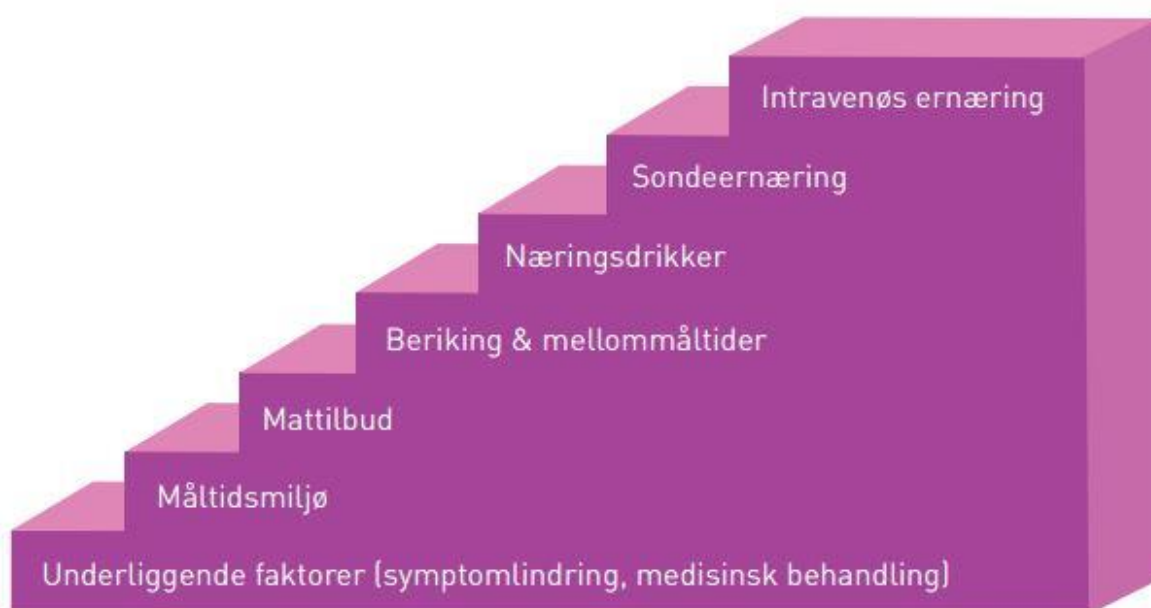 Intravenøs ernæring
Sondeernæring
Næringsdrikker
Beriking & mellommåltider
Mattilbud
Måltidsmiljø
Underliggende faktorer (symptomlindring, medisinsk behandling)